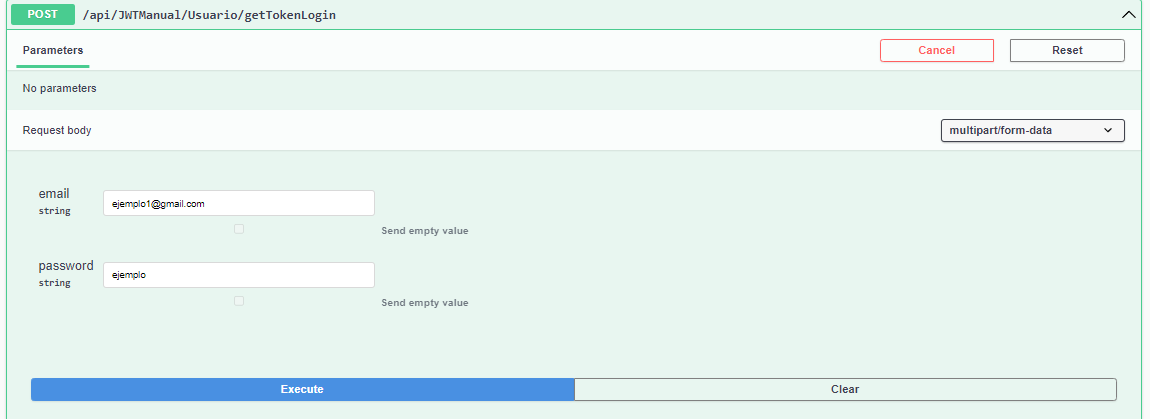 POST /api/JWTManual/Usuario/getTokenLogin
Parameters
Cancel
Reset
No parameters
Request body
multipart/form-data
email
string
ejemplo1@gmail.com
Send empty value
password
string
ejemplo
Send empty value
Execute
Clear